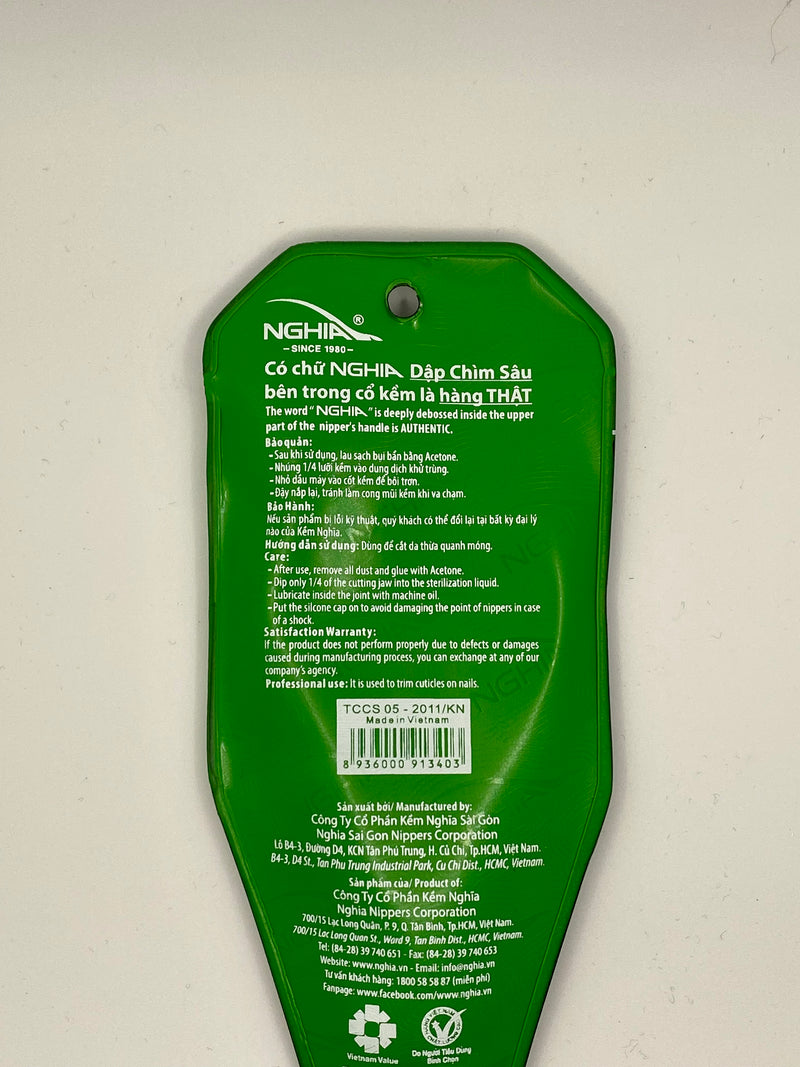 NGHIA®
– SINCE 1980 –
Có chữ NGHIA Dập Chìm Sâu
bên trong cổ kềm là hàng THẬT
The word “NGHIA” is deeply debossed inside the upper
part of the nipper's handle is AUTHENTIC.
Bảo quản:
– Sau khi sử dụng, lau sạch bụi bẩn bằng Acetone.
– Nhúng 1/4 lưỡi kềm vào dung dịch khử trùng.
– Nhỏ dầu máy vào cốt kềm để bôi trơn.
– Đậy nắp lại, tránh làm cong mũi kềm khi va chạm.
Bảo Hành:
Nếu sản phẩm bị lỗi kỹ thuật, quý khách có thể đổi lại tại bất kỳ đại lý
nào của Kềm Nghĩa.
Hướng dẫn sử dụng: Dùng để cắt da thừa quanh móng.
Care:
– After use, remove all dust and glue with Acetone.
– Dip only 1/4 of the cutting jaw into the sterilization liquid.
– Lubricate inside the joint with machine oil.
– Put the silcone cap on to avoid damaging the point of nippers in case
of a shock.
Satisfaction Warranty:
If the product does not perform properly due to defects or damages
caused during manufacturing process, you can exchange at any of our
company's agency.
Professional use: It is used to trim cuticles on nails.
TCCS 05 - 2011/KN
Made in Vietnam
8 936000 913403
Sản xuất bởi/ Manufactured by:
Công Ty Cổ Phần Kềm Nghĩa Sài Gòn
Nghia Sai Gon Nippers Corporation
Lô B4-3, Đường D4, KCN Tân Phú Trung, H. Củ Chi, Tp.HCM, Việt Nam.
B4-3, D4 St., Tan Phu Trung Industrial Park, Cu Chi Dist., HCMC, Vietnam.
Sản phẩm của/ Product of:
Công Ty Cổ Phần Kềm Nghĩa
Nghia Nippers Corporation
700/15 Lạc Long Quân, P. 9, Q. Tân Bình, Tp.HCM, Việt Nam.
700/15 Lac Long Quan St., Ward 9, Tan Binh Dist., HCMC, Vietnam.
Tel: (84-28) 39 740 651 - Fax: (84-28) 39 740 653
Website: www.nghia.vn - Email: info@nghia.vn
Tư vấn khách hàng: 1800 58 58 87 (miễn phí)
Fanpage: www.facebook.com/www.nghia.vn
Vietnam Value
Do Người Tiêu Dùng
Bình Chọn